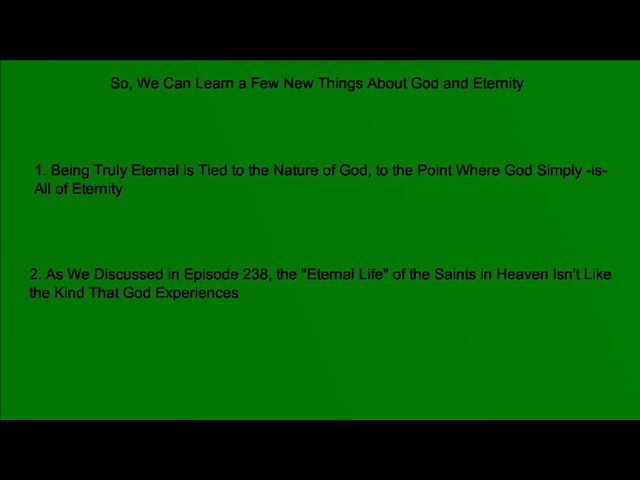 So, We Can Learn a Few New Things About God and Eternity
1. Being Truly Eternal is Tied to the Nature of God, to the Point Where God Simply -is-
All of Eternity
2. As We Discussed in Episode 238, the "Eternal Life" of the Saints in Heaven Isn't Like
the Kind That God Experiences